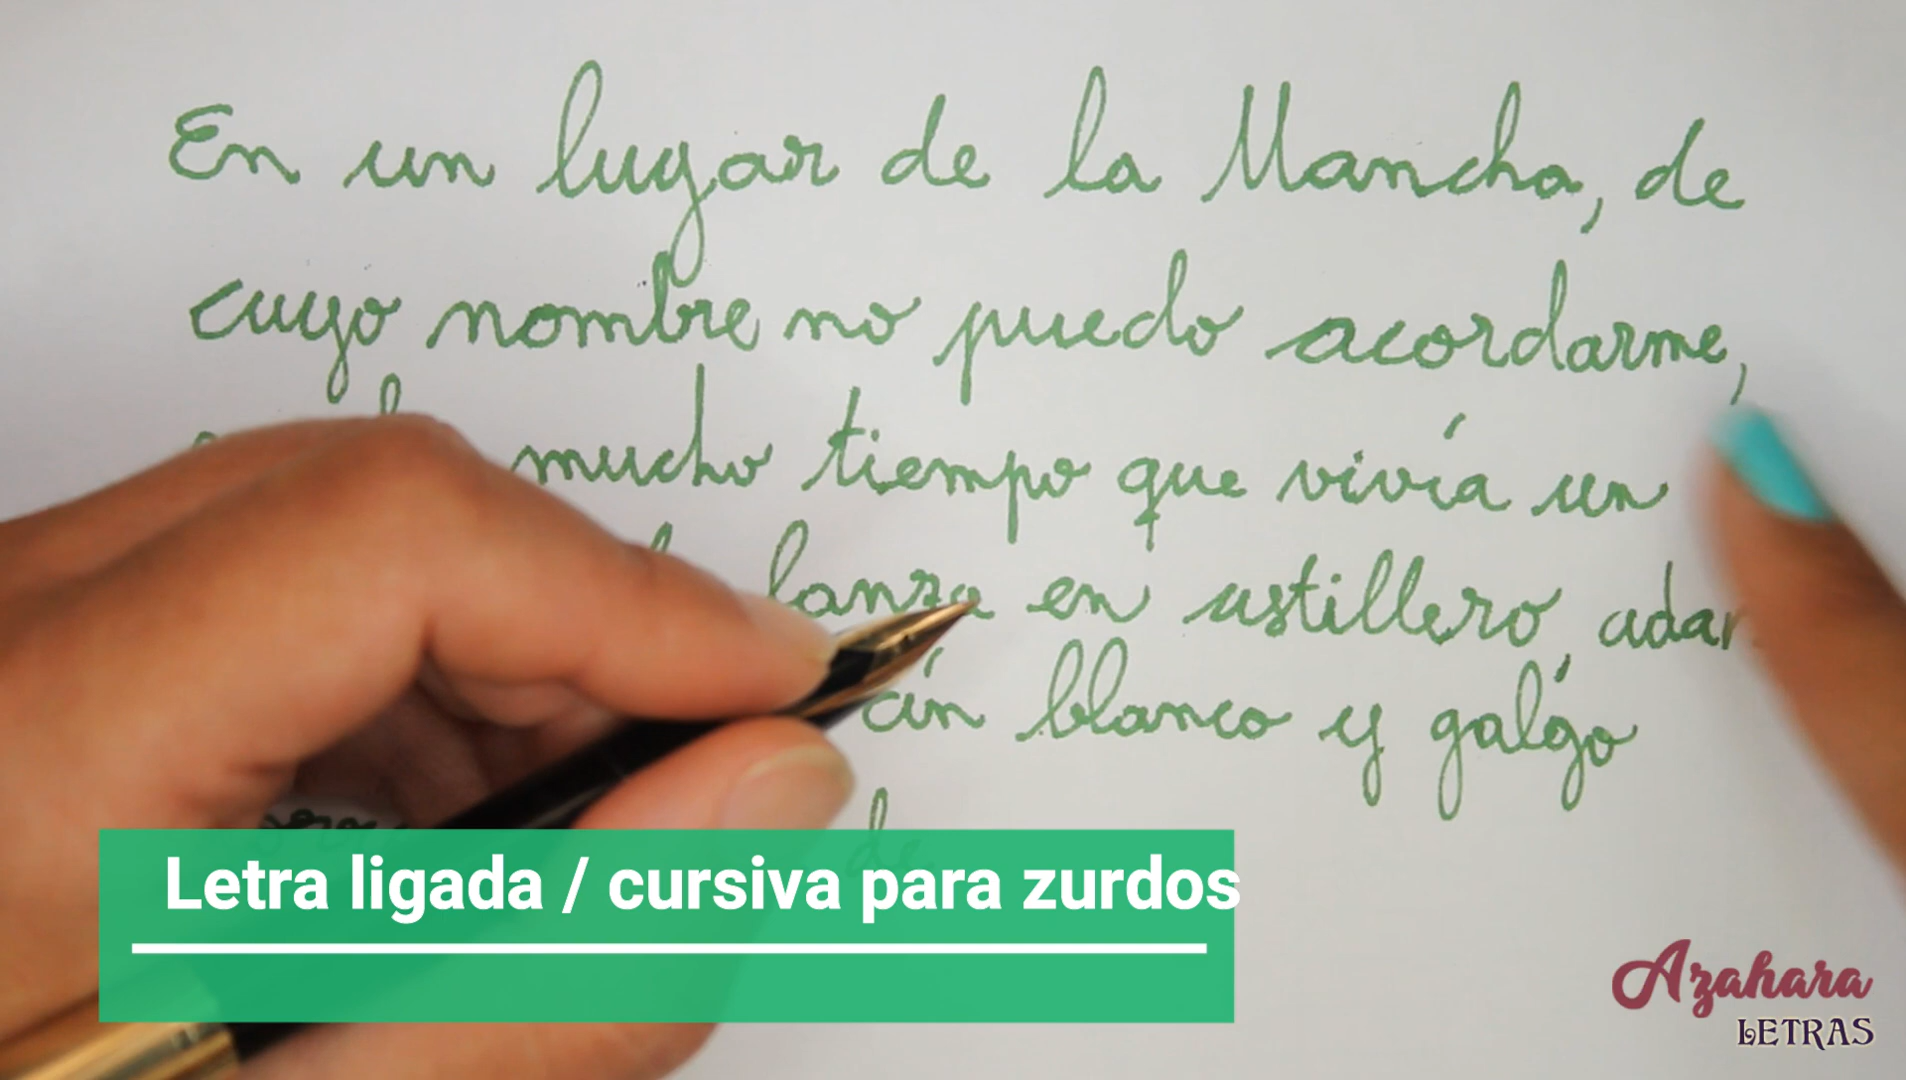 En un lugar de la Mancha, de
cuyo nombre no puedo acordarme,
mucho tiempo que vivía un
lanza en astillero, adar
cín blanco y galgo
de
Letra ligada / cursiva para zurdos
Azahara
LETRAS